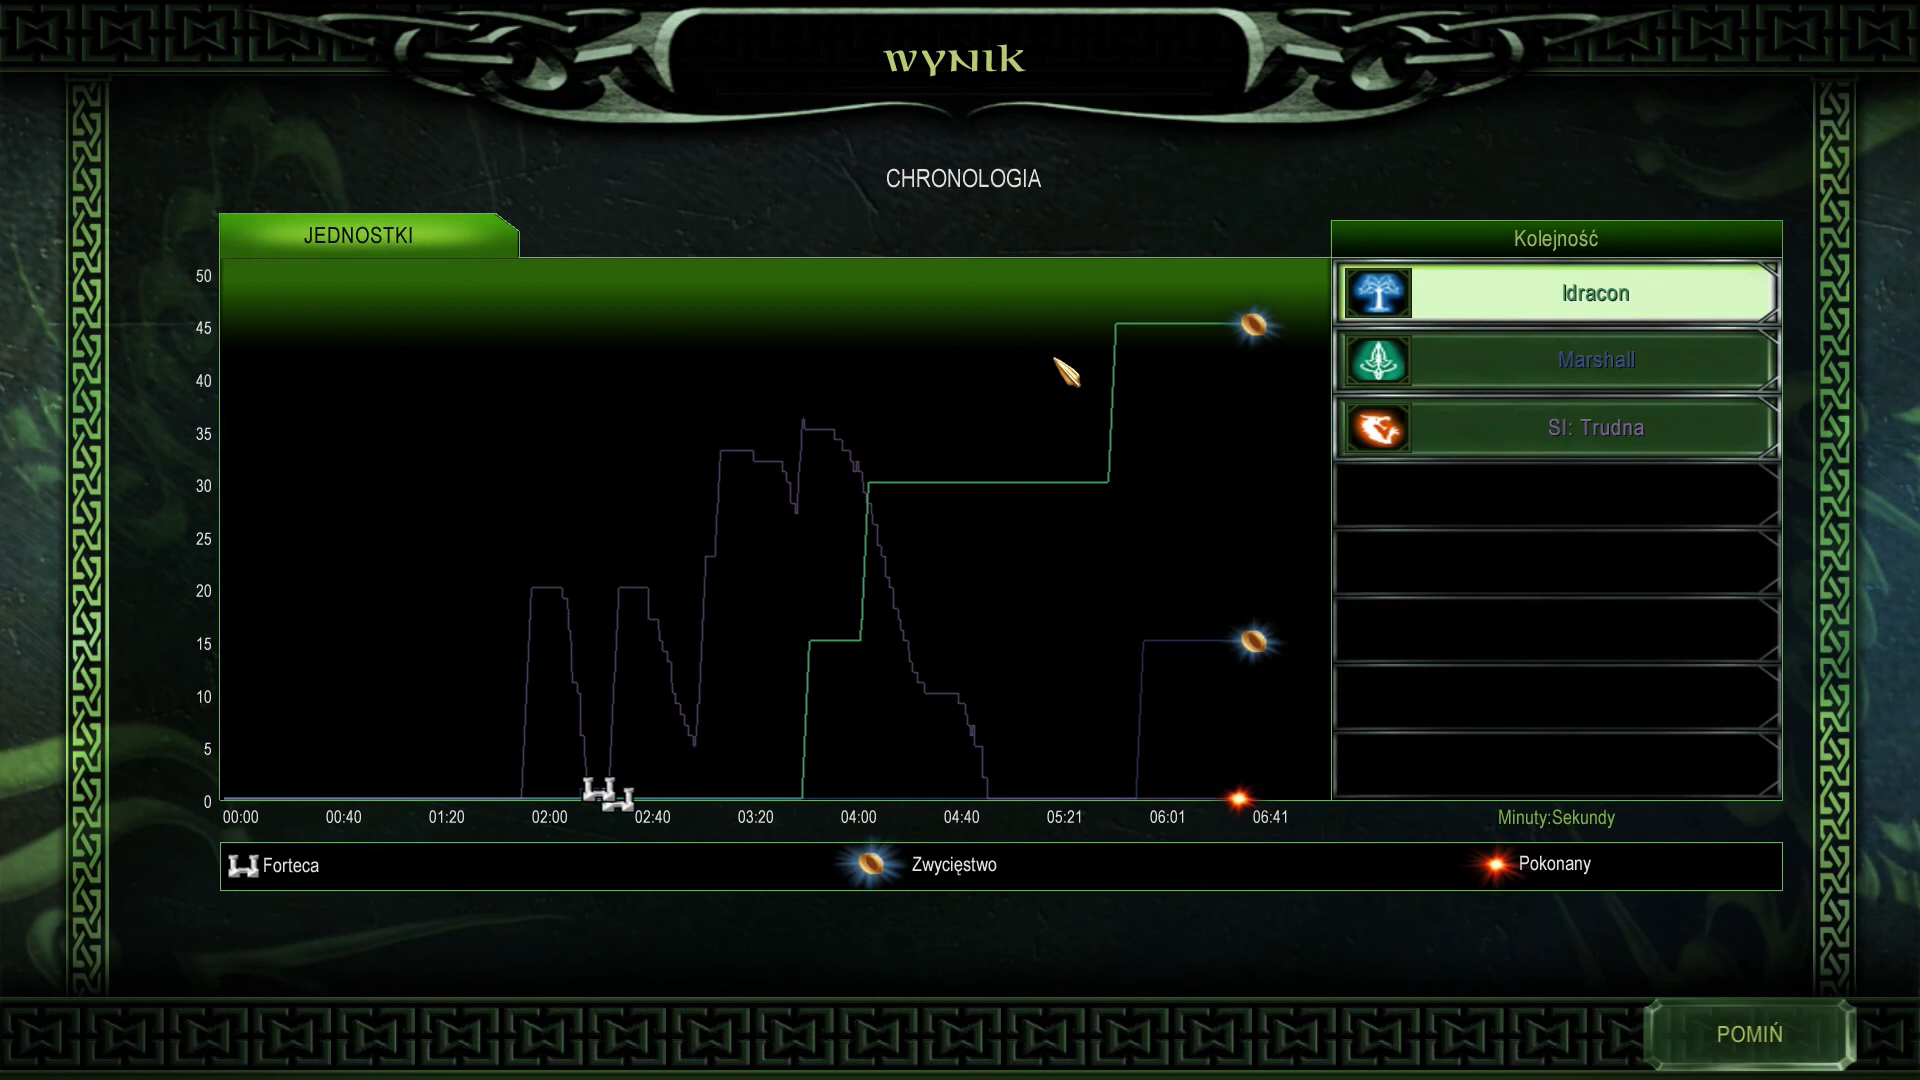 WYNIK
CHRONOLOGIA
JEDNOSTKI
Kolejność
50
45
40
35
30
25
20
15
10
5
0
00:00 00:40 01:20 02:00 02:40 03:20 04:00 04:40 05:21 06:01 06:41
Idracon
Marshall
SI: Trudna
Minuty:Sekundy
Forteca Zwycięstwo Pokonany
POMIŃ